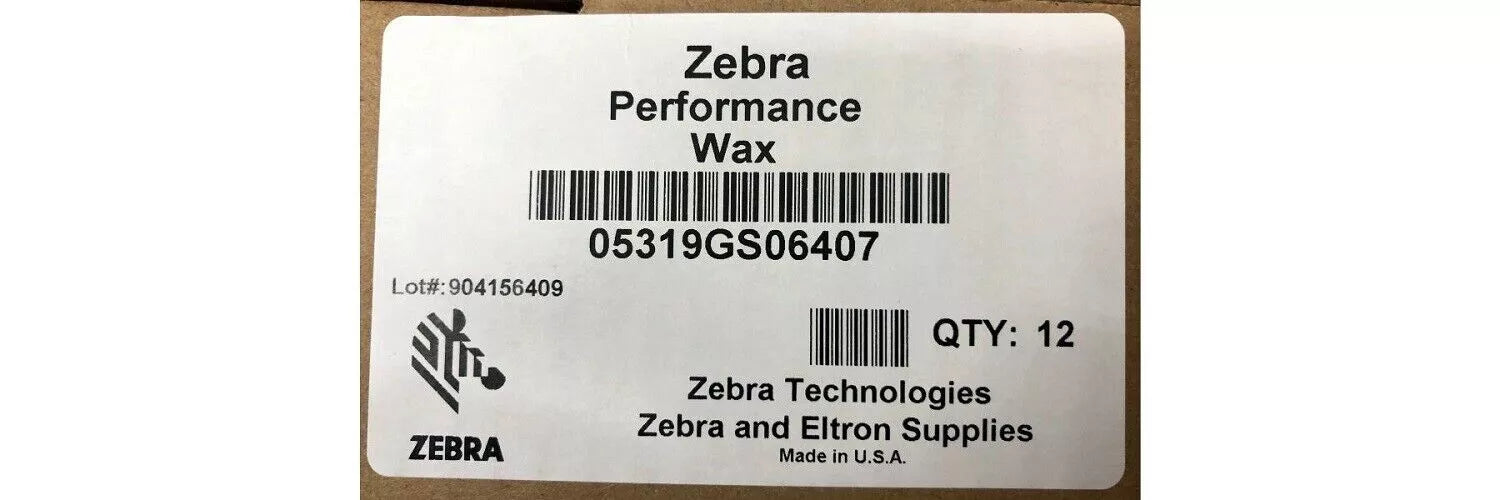 Zebra
Performance
Wax
05319GS06407
Lot#: 904156409
QTY: 12
ZEBRA
Zebra Technologies
Zebra and Eltron Supplies
Made in U.S.A.